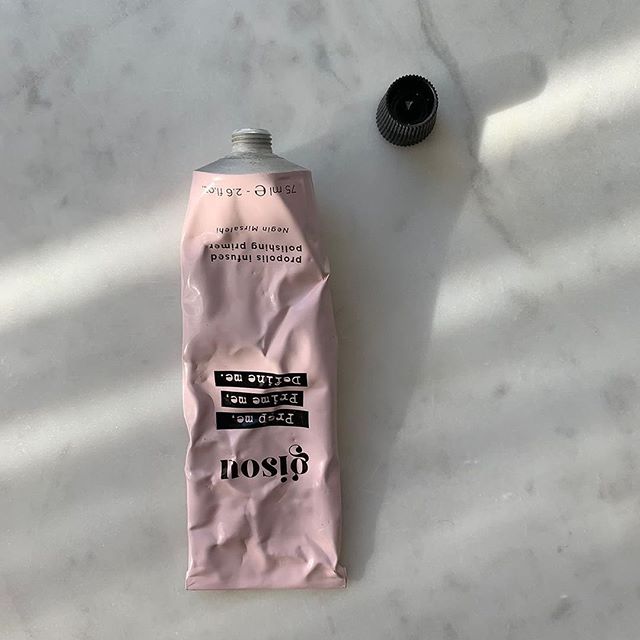 gisou
Prep me,
Prime me,
Define me.
propolis infused
polishing primer
Negin Mirsalehi
75 ml ℮ - 2.6 fl.oz.